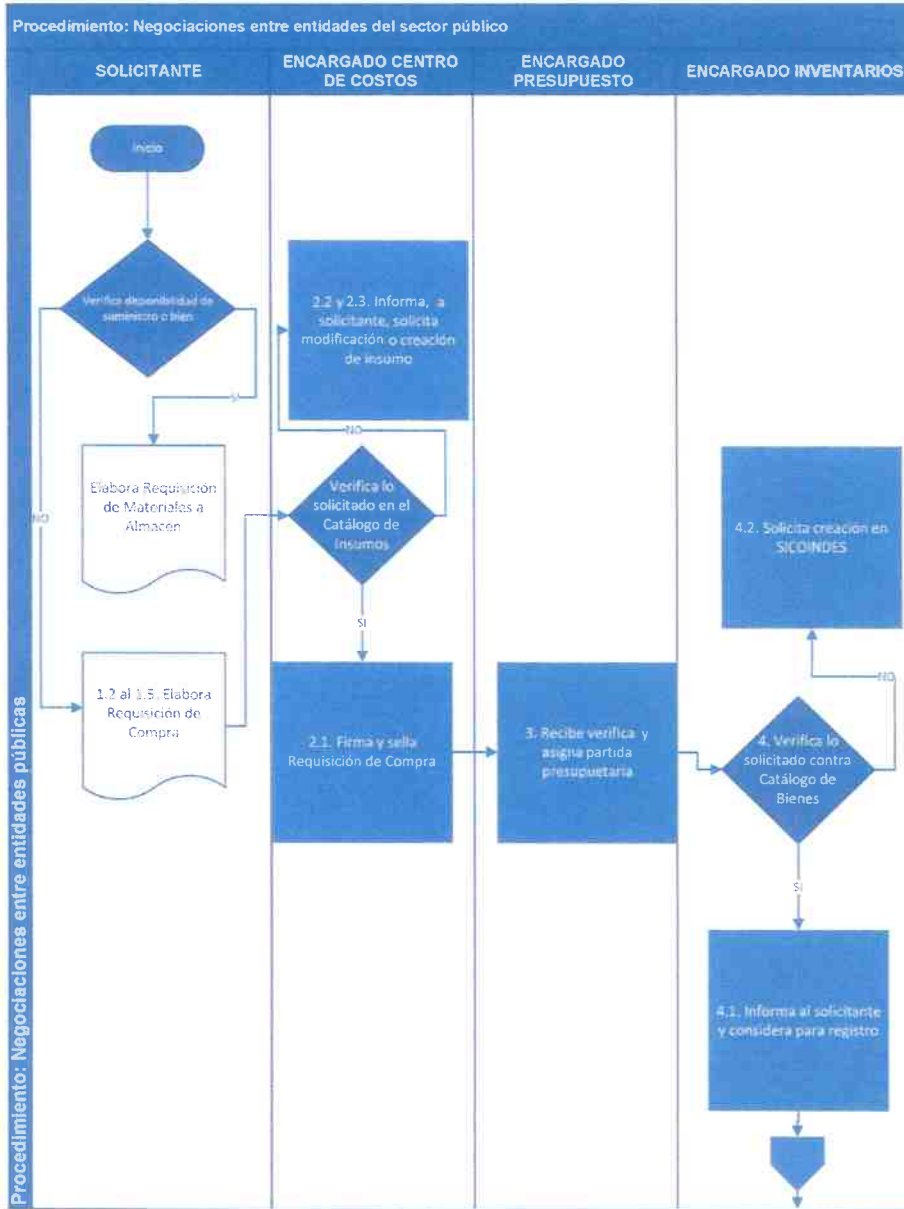 Procedimiento: Negociaciones entre entidades del sector público
SOLICITANTE
ENCARGADO CENTRO
DE COSTOS
ENCARGADO
PRESUPUESTO
ENCARGADO INVENTARIOS
Procedimiento: Negociaciones entre entidades públicas
Inicio
Verifica disponibilidad de
suministro o bien
SI
NO
Elabora Requisición
de Materiales a
Almacén
1.2 al 1.5. Elabora
Requisición de
Compra
2.2 y 2.3. Informa, a
solicitante, solicita
modificación o creación
de insumo
NO
Verifica lo
solicitado en el
Catálogo de
Insumos
SI
2.1. Firma y sella
Requisición de Compra
3. Recibe verifica y
asigna partida
presupuetaria
4.2. Solicita creación en
SICOINDES
NO
4. Verifica lo
solicitado contra
Catálogo de
Bienes
SI
4.1. Informa al solicitante
y considera para registro